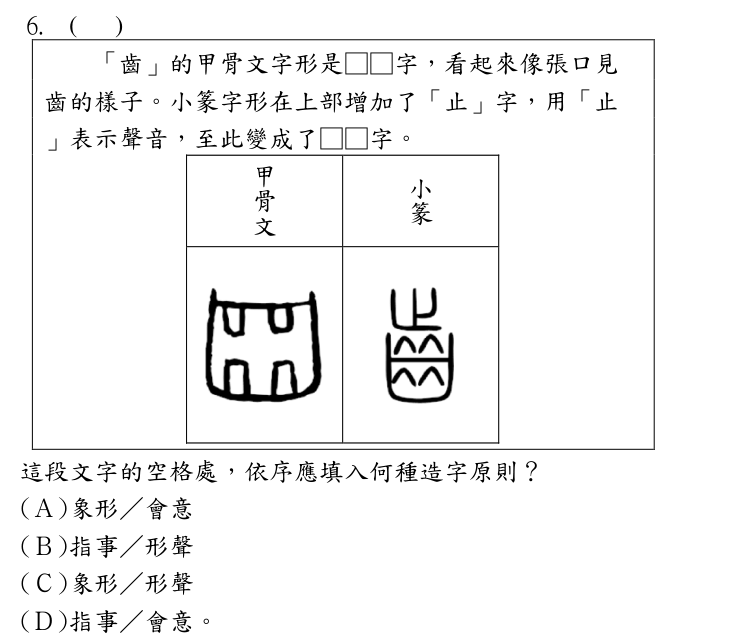 6. (　)
「齒」的甲骨文字形是□□字，看起來像張口見
齒的樣子。小篆字形在上部增加了「止」字，用「止
」表示聲音，至此變成了□□字。
甲骨文
小篆
這段文字的空格處，依序應填入何種造字原則？
(A)象形／會意
(B)指事／形聲
(C)象形／形聲
(D)指事／會意。